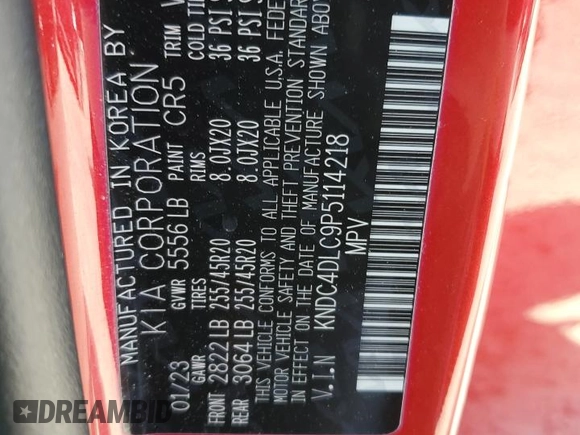 MANUFACTURED IN KOREA BY
KIA CORPORATION
01/23 GVWR 5556 LB PAINT CR5 TRIM
GAWR TIRES RIMS COLD TIR
FRONT 2822 LB 255/45R20 8.0JX20 36 PSI
REAR 3064 LB 255/45R20 8.0JX20 36 PSI
THIS VEHICLE CONFORMS TO ALL APPLICABLE U.S.A. FEDE
MOTOR VEHICLE SAFETY AND THEFT PREVENTION STANDAR
IN EFFECT ON THE DATE OF MANUFACTURE SHOWN ABOV
V.I.N KNDC4DLC9P5114218
MPV
DREAMBID